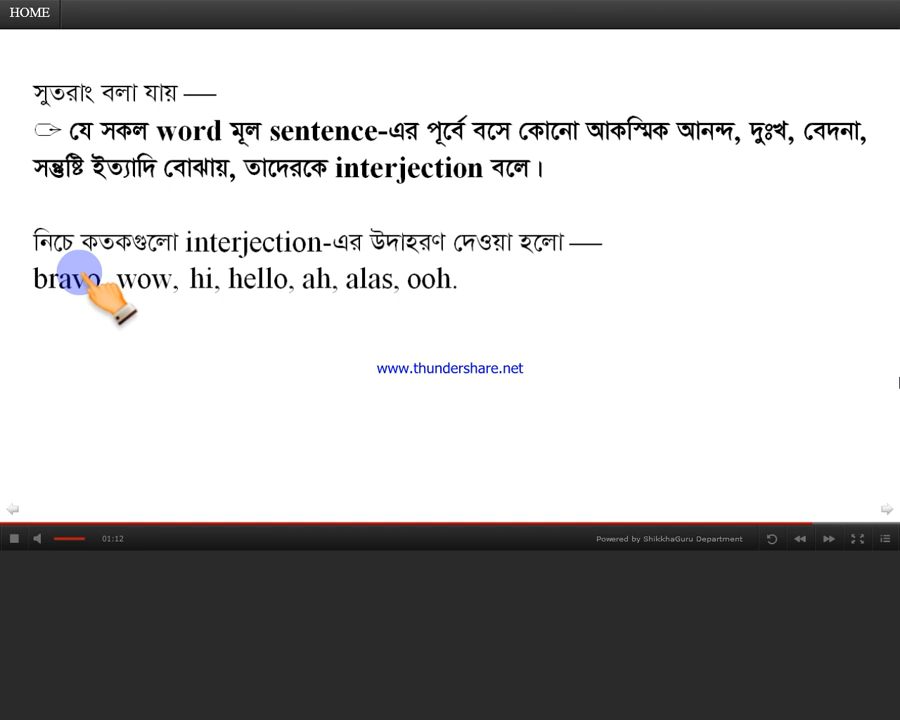 HOME
সুতরাং বলা যায় —
যে সকল word মূল sentence-এর পূর্বে বসে কোনো আকস্মিক আনন্দ, দুঃখ, বেদনা,
সন্তুষ্টি ইত্যাদি বোঝায়, তাদেরকে interjection বলে।
নিচে কতকগুলো interjection-এর উদাহরণ দেওয়া হলো —
bravo, wow, hi, hello, ah, alas, ooh.
www.thundershare.net
01:12
Powered by ShikkhaGuru Department